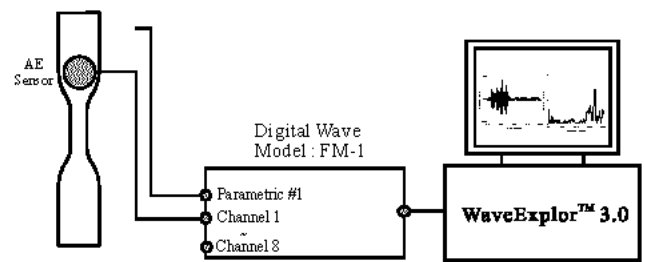 AE
Sensor
Digital Wave
Model : FM-1
Parametric #1
Channel 1
~
Channel 8
WaveExplor™ 3.0